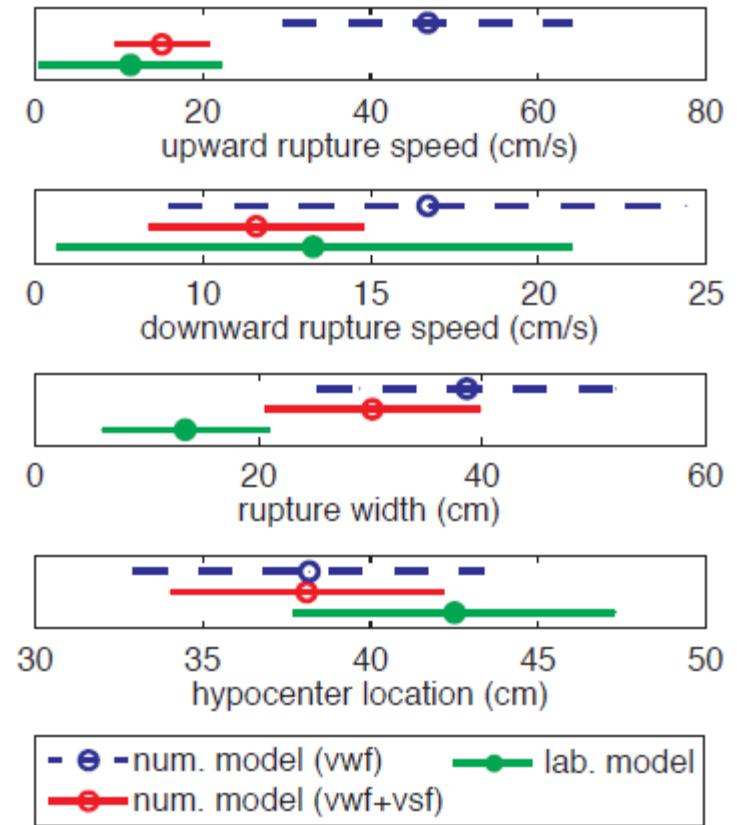 0 20 40 60 80
upward rupture speed (cm/s)
0 10 15 20 25
downward rupture speed (cm/s)
0 20 40 60
rupture width (cm)
30 35 40 45 50
hypocenter location (cm)
num. model (vwf) lab. model
num. model (vwf+vsf)